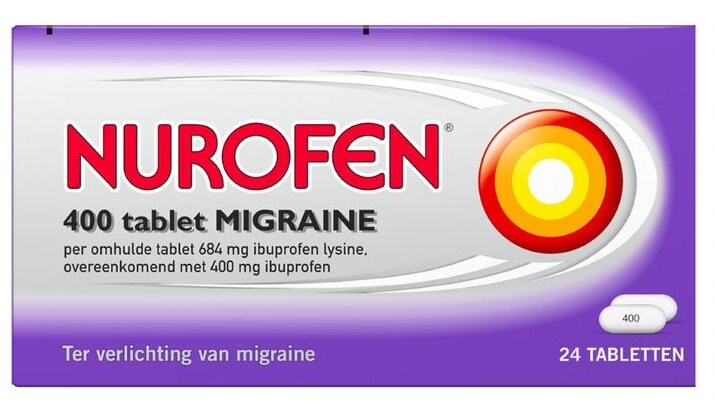 NUROFEN®
400 tablet MIGRAINE
per omhulde tablet 684 mg ibuprofen lysine,
overeenkomend met 400 mg ibuprofen
400
Ter verlichting van migraine
24 TABLETTEN